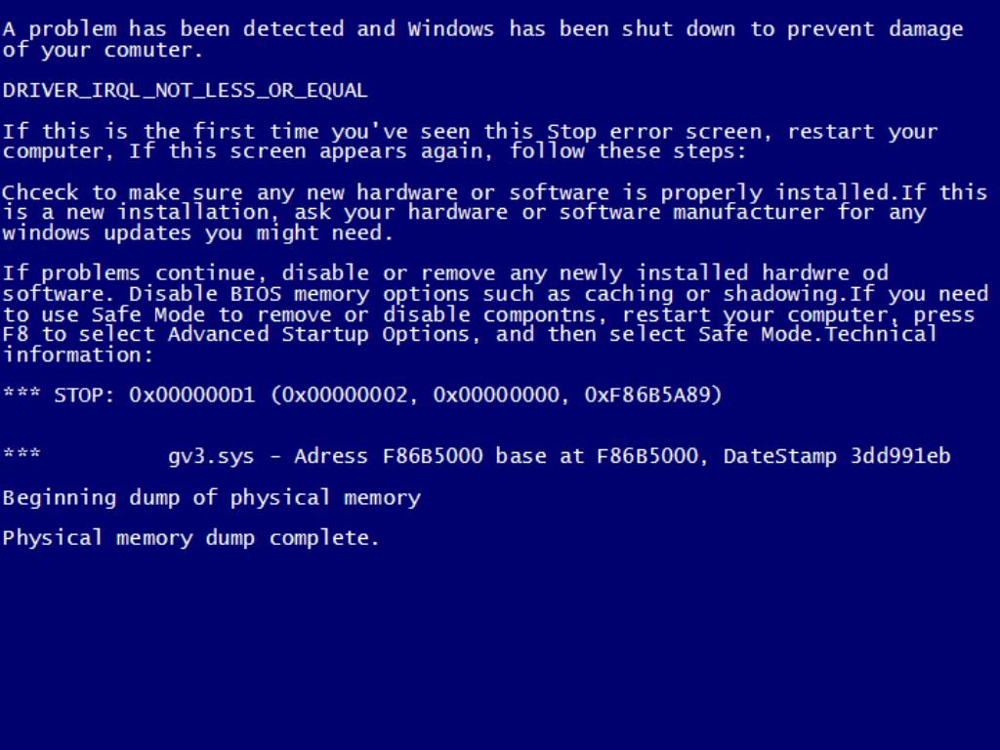 A problem has been detected and Windows has been shut down to prevent damage
of your comuter.
DRIVER_IRQL_NOT_LESS_OR_EQUAL
If this is the first time you've seen this Stop error screen, restart your
computer, If this screen appears again, follow these steps:
Chceck to make sure any new hardware or software is properly installed.If this
is a new installation, ask your hardware or software manufacturer for any
windows updates you might need.
If problems continue, disable or remove any newly installed hardwre od
software. Disable BIOS memory options such as caching or shadowing.If you need
to use Safe Mode to remove or disable compontns, restart your computer, press
F8 to select Advanced Startup Options, and then select Safe Mode.Technical
information:
*** STOP: 0x000000D1 (0x00000002, 0x00000000, 0xF86B5A89)
*** gv3.sys – Adress F86B5000 base at F86B5000, DateStamp 3dd991eb
Beginning dump of physical memory
Physical memory dump complete.